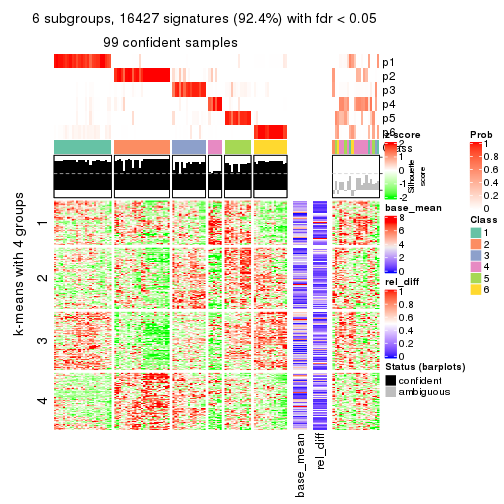 6 subgroups, 16427 signatures (92.4%) with fdr < 0.05
99 confident samples
p1
p2
p3
p4
p5
p6
Class
z-score
2
1
0
-1
-2
Silhouette
score
Prob
1
0.8
0.6
0.4
0.2
0
base_mean
8
6
4
2
0
Class
1
2
3
4
5
6
rel_diff
1
0.8
0.6
0.4
0.2
0
Status (barplots)
confident
ambiguous
k-means with 4 groups
1
2
3
4
base_mean
rel_diff